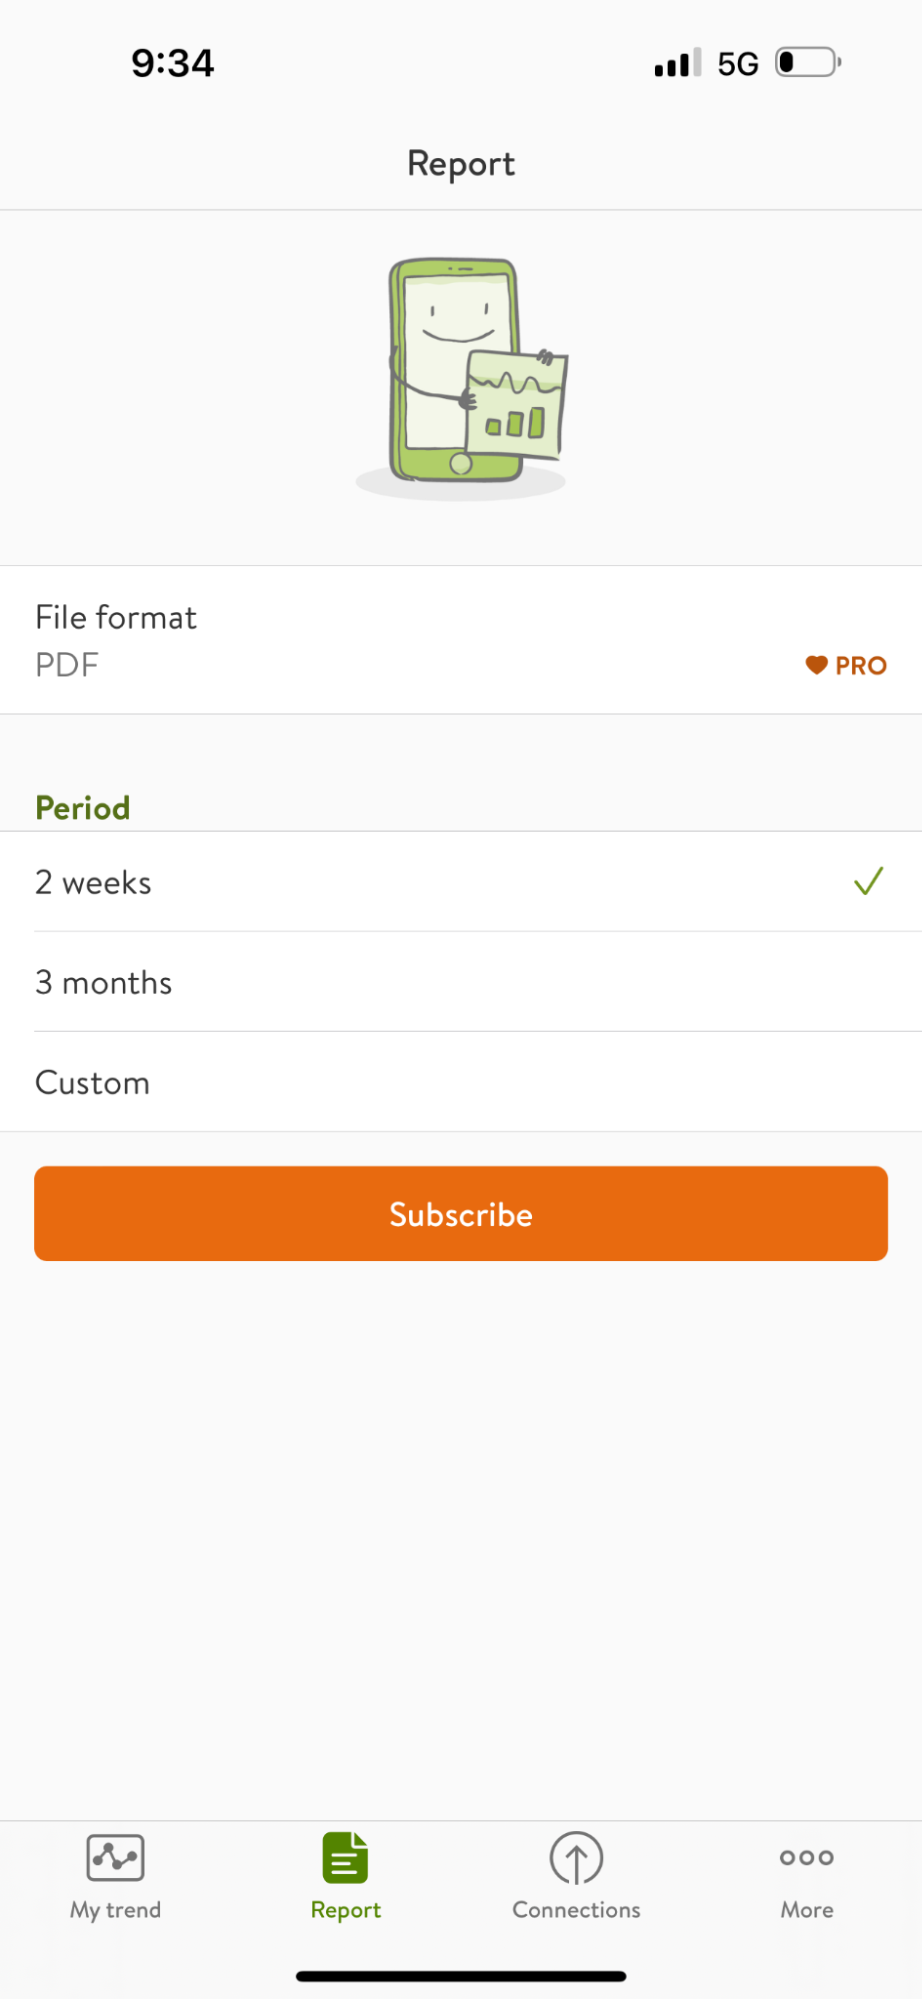 9:34
5G
Report
File format
PDF
PRO
Period
2 weeks
3 months
Custom
Subscribe
My trend
Report
Connections
More